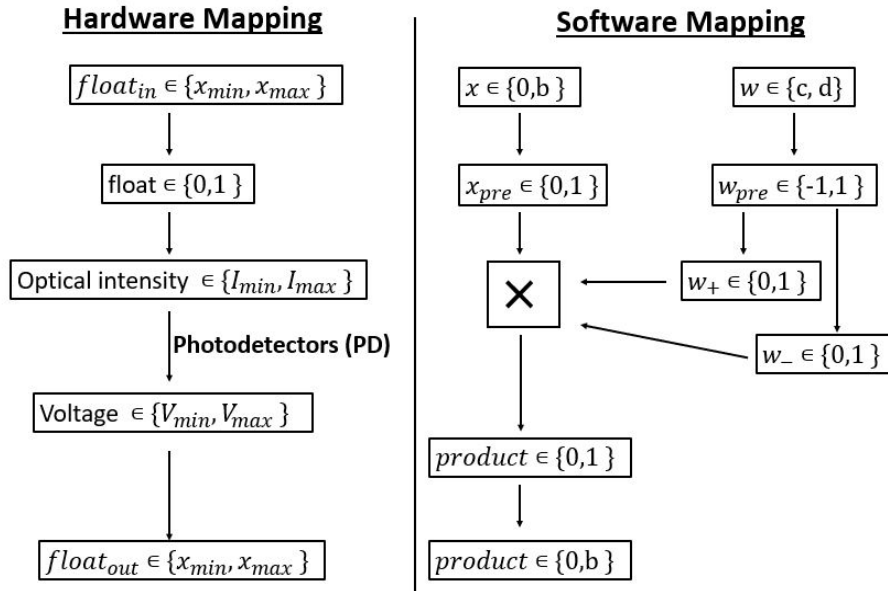 Hardware Mapping
float_in ∈ {x_min, x_max }
float ∈ {0,1 }
Optical intensity ∈ {I_min, I_max }
Photodetectors (PD)
Voltage ∈ {V_min, V_max }
float_out ∈ {x_min, x_max }
Software Mapping
x ∈ {0,b }
w ∈ {c, d}
x_pre ∈ {0,1 }
w_pre ∈ {-1,1 }
×
w_+ ∈ {0,1 }
w_− ∈ {0,1 }
product ∈ {0,1 }
product ∈ {0,b }